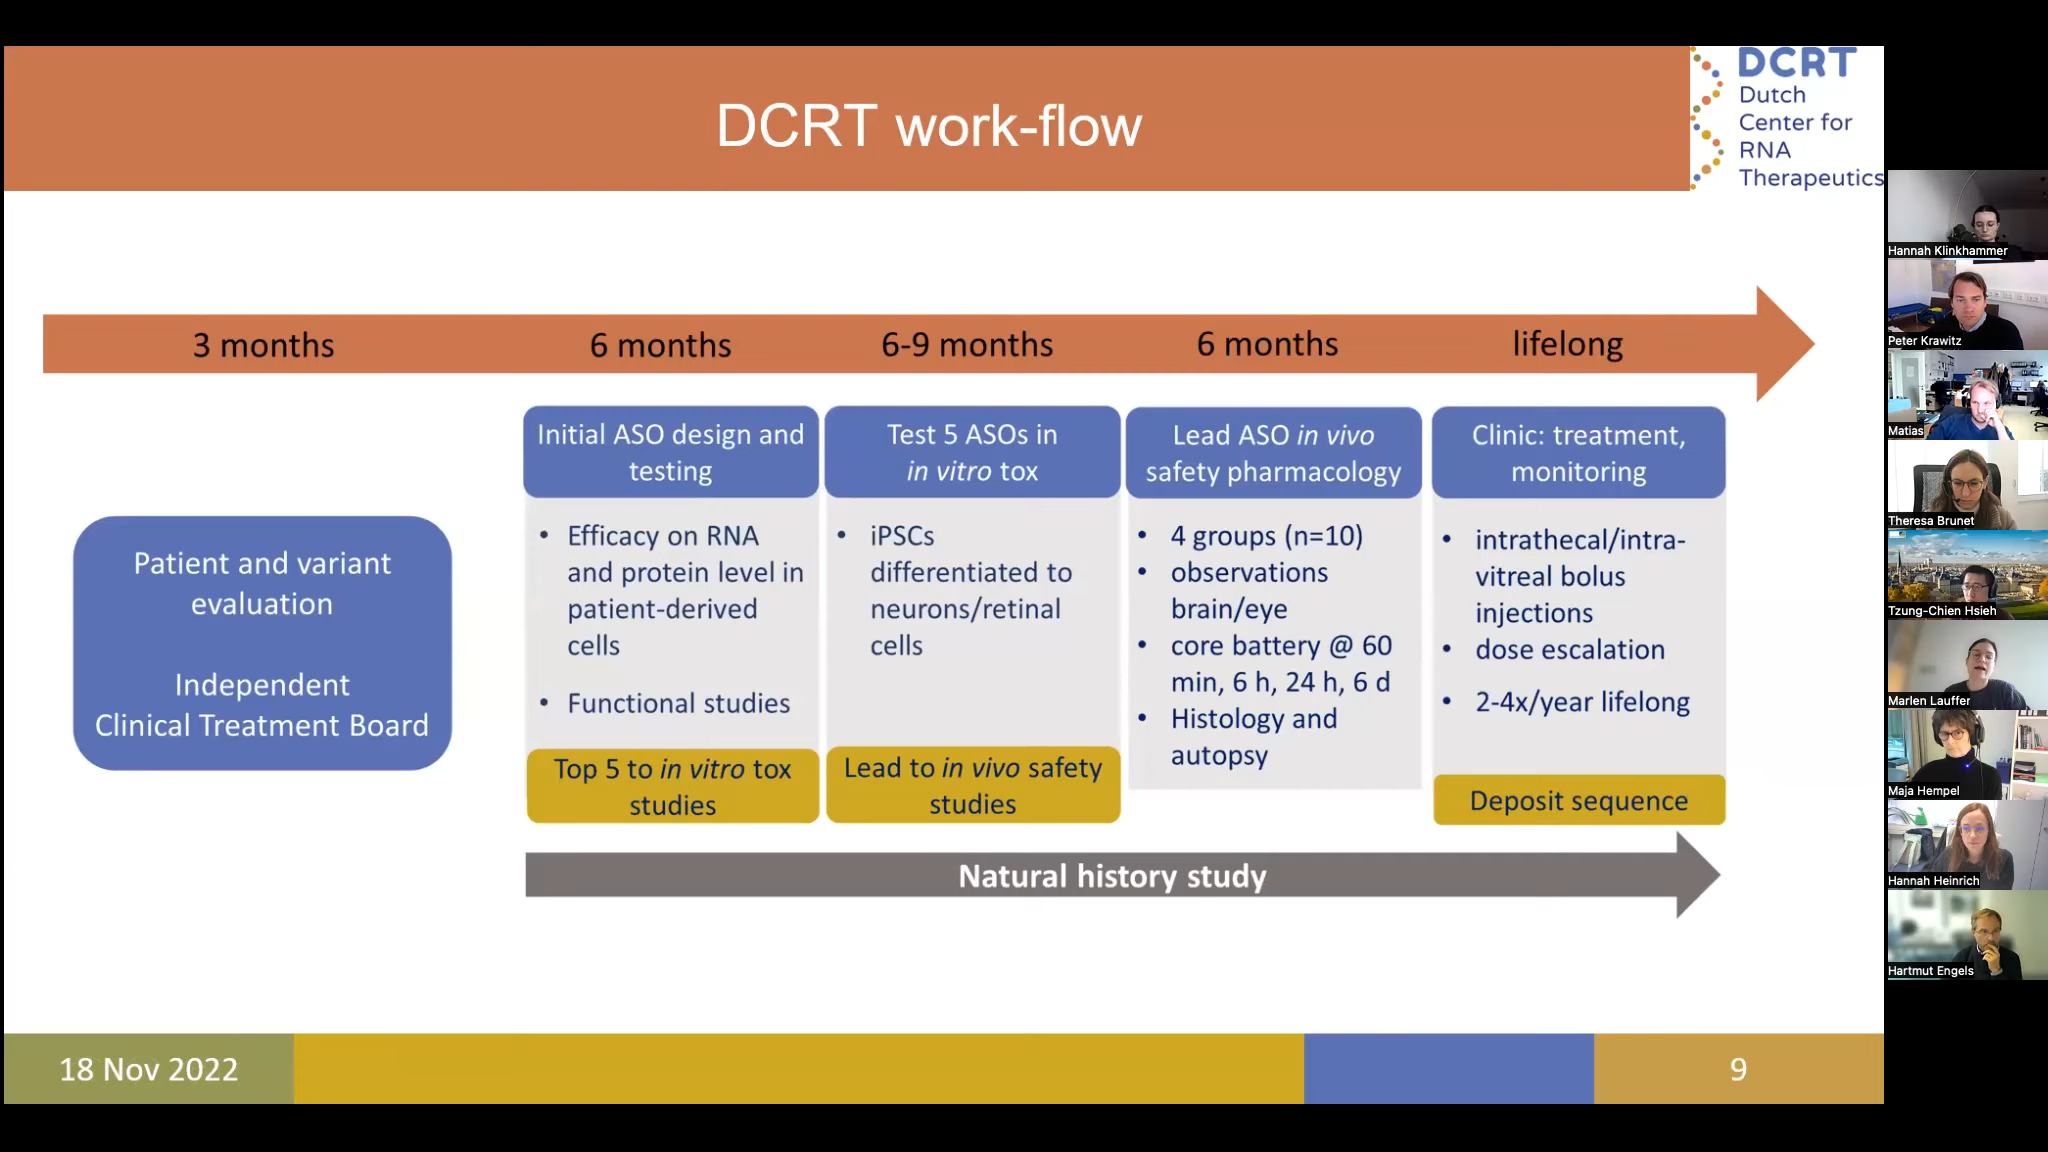 DCRT work-flow
DCRT
Dutch
Center for
RNA
Therapeutics
3 months
6 months
6-9 months
6 months
lifelong
Patient and variant
evaluation
Independent
Clinical Treatment Board
Initial ASO design and
testing
• Efficacy on RNA
and protein level in
patient-derived
cells
• Functional studies
Top 5 to in vitro tox
studies
Test 5 ASOs in
in vitro tox
• iPSCs
differentiated to
neurons/retinal
cells
Lead to in vivo safety
studies
Lead ASO in vivo
safety pharmacology
• 4 groups (n=10)
• observations
brain/eye
• core battery @ 60
min, 6 h, 24 h, 6 d
• Histology and
autopsy
Clinic: treatment,
monitoring
• intrathecal/intra-
vitreal bolus
injections
• dose escalation
• 2-4x/year lifelong
Deposit sequence
Natural history study
18 Nov 2022
9
Hannah Klinkhammer
Peter Krawitz
Matias
Theresa Brunet
Tzung-Chien Hsieh
Marlen Lauffer
Maja Hempel
Hannah Heinrich
Hartmut Engels